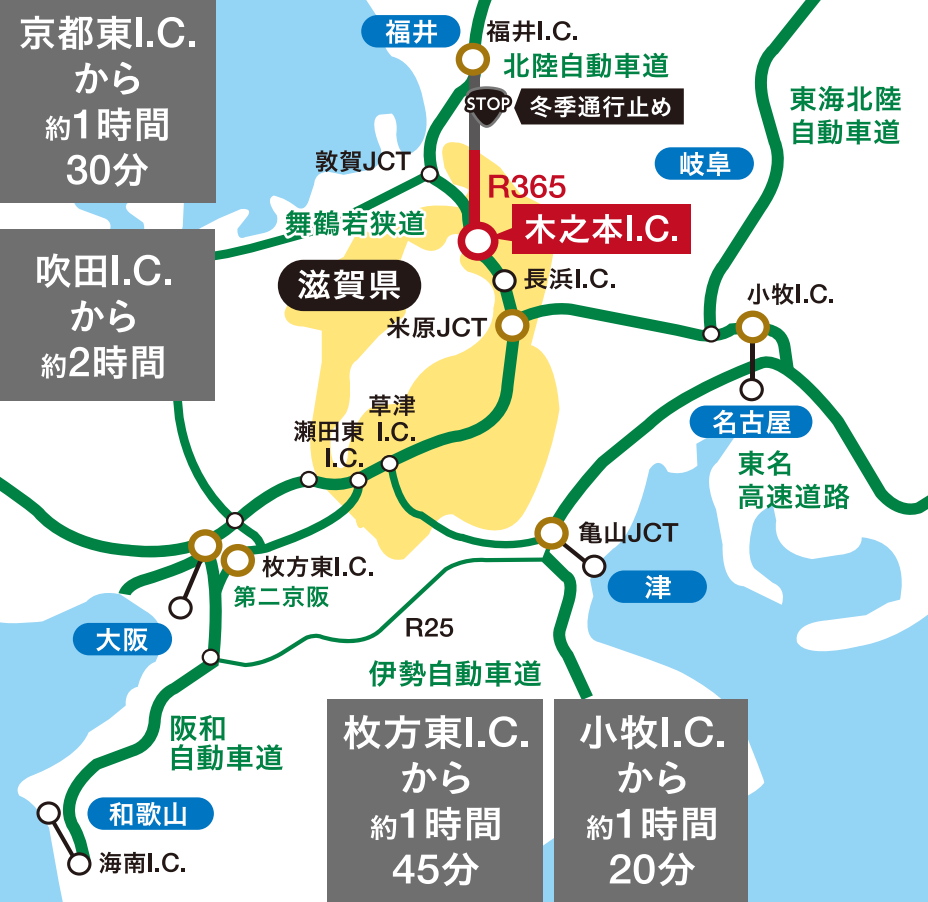 京都東I.C.
から
約1時間
30分
福井
福井I.C.
北陸自動車道
STOP
冬季通行止め
東海北陸
自動車道
岐阜
敦賀JCT
R365
舞鶴若狭道
木之本I.C.
吹田I.C.
から
約2時間
滋賀県
長浜I.C.
小牧I.C.
米原JCT
草津
I.C.
瀬田東
I.C.
名古屋
東名
高速道路
亀山JCT
枚方東I.C.
第二京阪
津
大阪
R25
伊勢自動車道
阪和
自動車道
枚方東I.C.
から
約1時間
45分
小牧I.C.
から
約1時間
20分
和歌山
海南I.C.